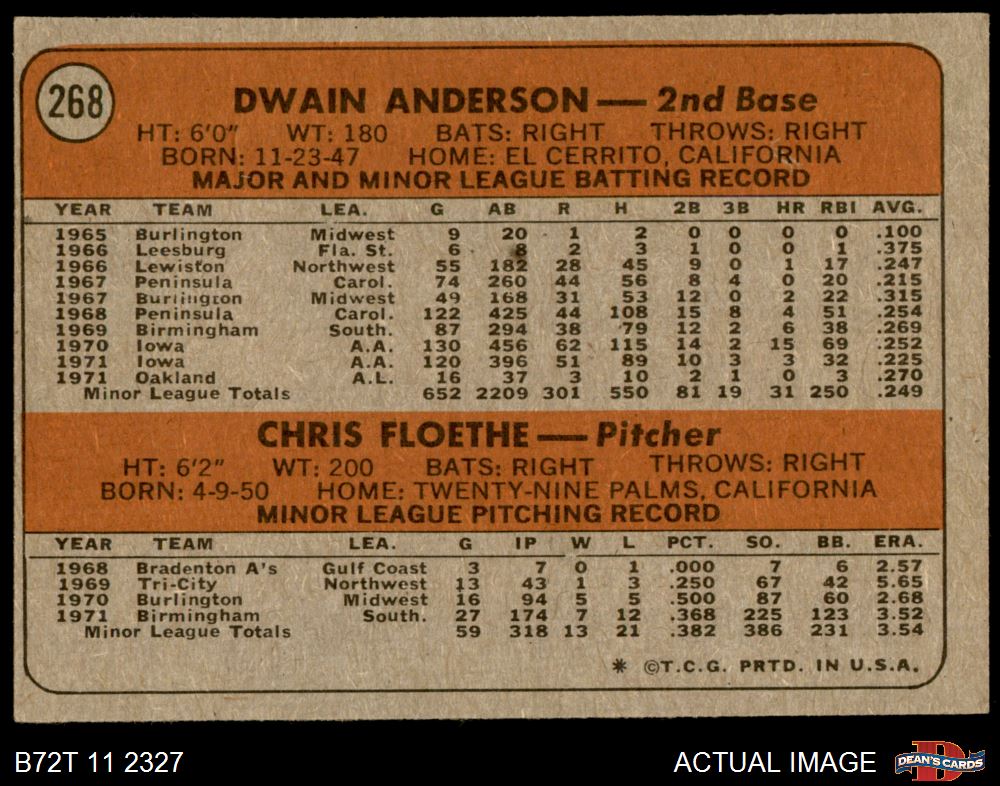 268
DWAIN ANDERSON — 2nd Base
HT: 6'0" WT: 180 BATS: RIGHT THROWS: RIGHT
BORN: 11-23-47 HOME: EL CERRITO, CALIFORNIA
MAJOR AND MINOR LEAGUE BATTING RECORD
YEAR TEAM LEA. G AB R H 2B 3B HR RBI AVG.
1965 Burlington Midwest 9 20 1 2 0 0 0 0 .100
1966 Leesburg Fla. St. 6 8 2 3 1 0 0 1 .375
1966 Lewiston Northwest 55 182 28 45 9 0 1 17 .247
1967 Peninsula Carol. 74 260 44 56 8 4 0 20 .215
1967 Burlington Midwest 49 168 31 53 12 0 2 22 .315
1968 Peninsula Carol. 122 425 44 108 15 8 4 51 .254
1969 Birmingham South. 87 294 38 79 12 2 6 38 .269
1970 Iowa A.A. 130 456 62 115 14 2 15 69 .252
1971 Iowa A.A. 120 396 51 89 10 3 3 32 .225
1971 Oakland A.L. 16 37 3 10 2 1 0 3 .270
Minor League Totals 652 2209 301 550 81 19 31 250 .249
CHRIS FLOETHE — Pitcher
HT: 6'2" WT: 200 BATS: RIGHT THROWS: RIGHT
BORN: 4-9-50 HOME: TWENTY-NINE PALMS, CALIFORNIA
MINOR LEAGUE PITCHING RECORD
YEAR TEAM LEA. G IP W L PCT. SO. BB. ERA.
1968 Bradenton A's Gulf Coast 3 7 0 1 .000 7 6 2.57
1969 Tri-City Northwest 13 43 1 3 .250 67 42 5.65
1970 Burlington Midwest 16 94 5 5 .500 87 60 2.68
1971 Birmingham South. 27 174 7 12 .368 225 123 3.52
Minor League Totals 59 318 13 21 .382 386 231 3.54
* ©T.C.G. PRTD. IN U.S.A.
B72T 11 2327 ACTUAL IMAGE DEAN'S CARDS